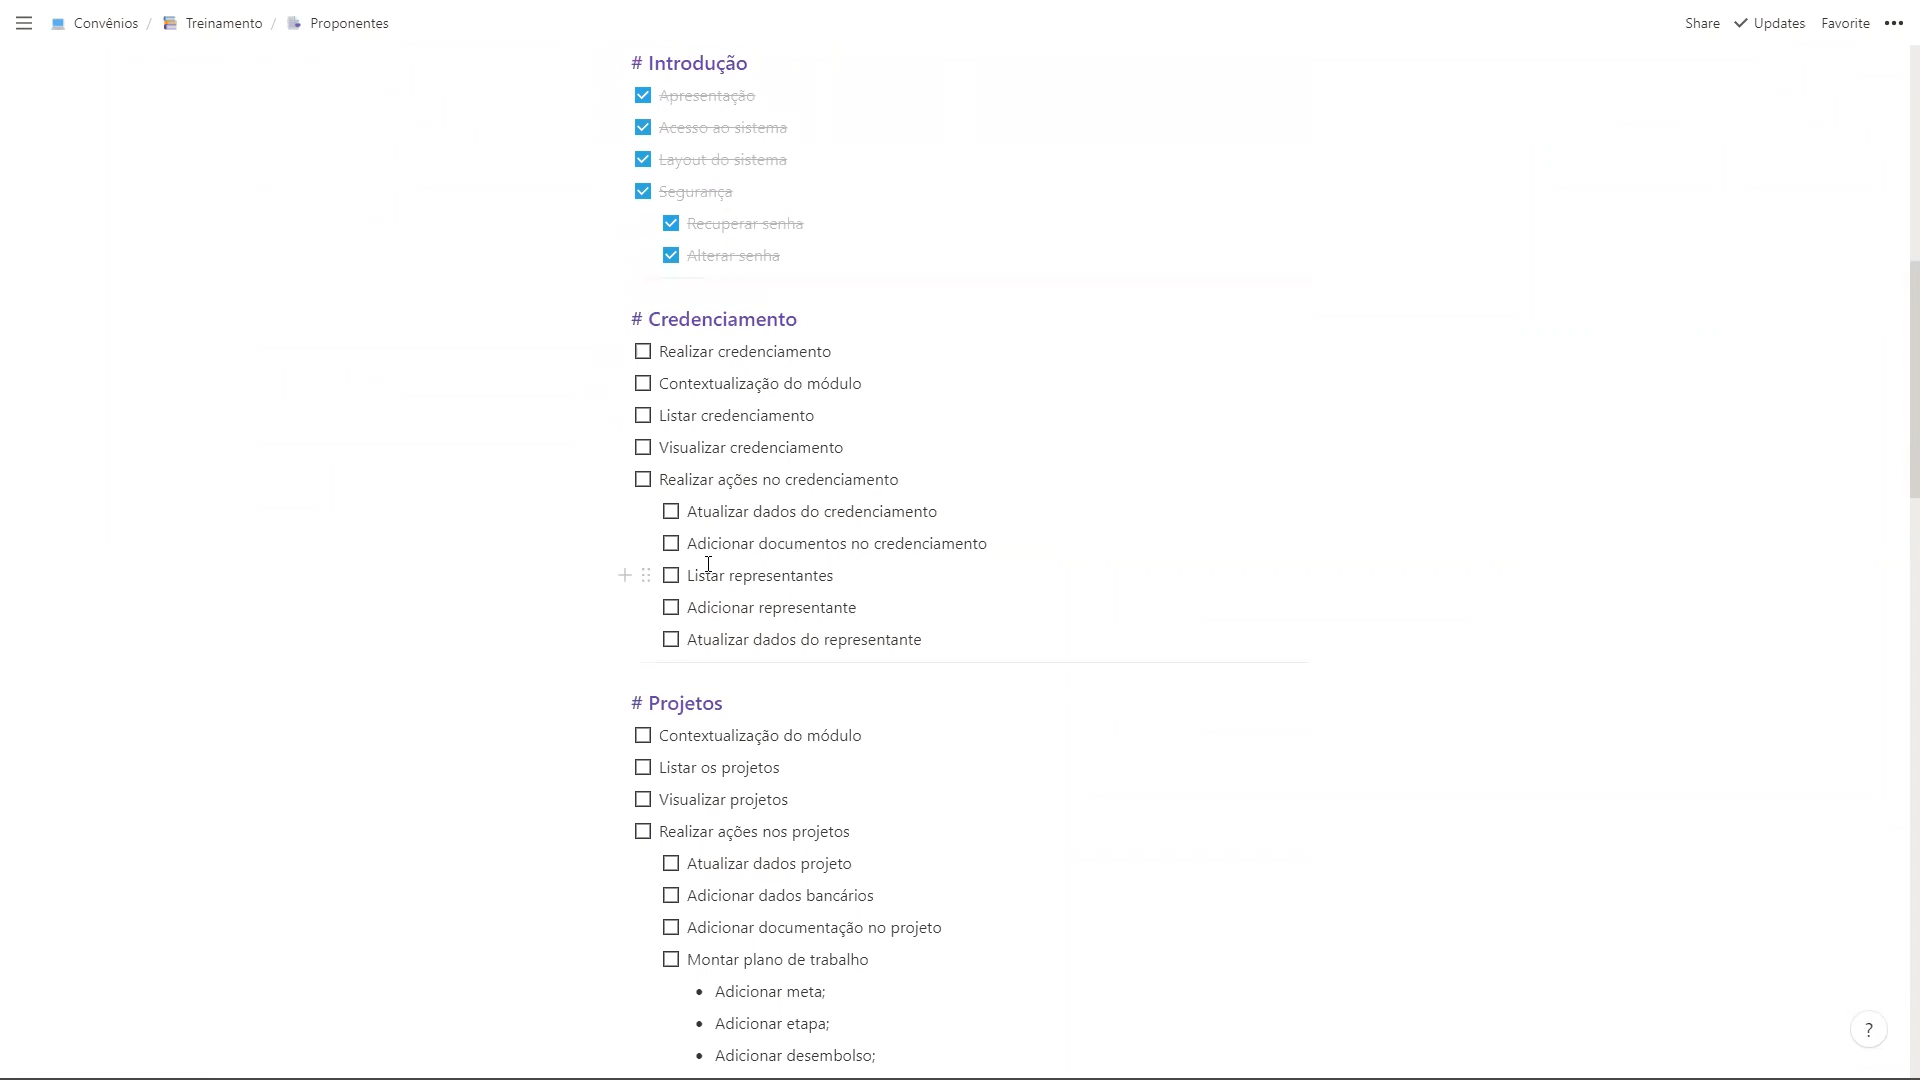 Convênios / Treinamento / Proponentes
Share Updates Favorite
# Introdução
Apresentação
Acesso ao sistema
Layout do sistema
Segurança
Recuperar senha
Alterar senha
# Credenciamento
Realizar credenciamento
Contextualização do módulo
Listar credenciamento
Visualizar credenciamento
Realizar ações no credenciamento
Atualizar dados do credenciamento
Adicionar documentos no credenciamento
Listar representantes
Adicionar representante
Atualizar dados do representante
# Projetos
Contextualização do módulo
Listar os projetos
Visualizar projetos
Realizar ações nos projetos
Atualizar dados projeto
Adicionar dados bancários
Adicionar documentação no projeto
Montar plano de trabalho
• Adicionar meta;
• Adicionar etapa;
• Adicionar desembolso;
?